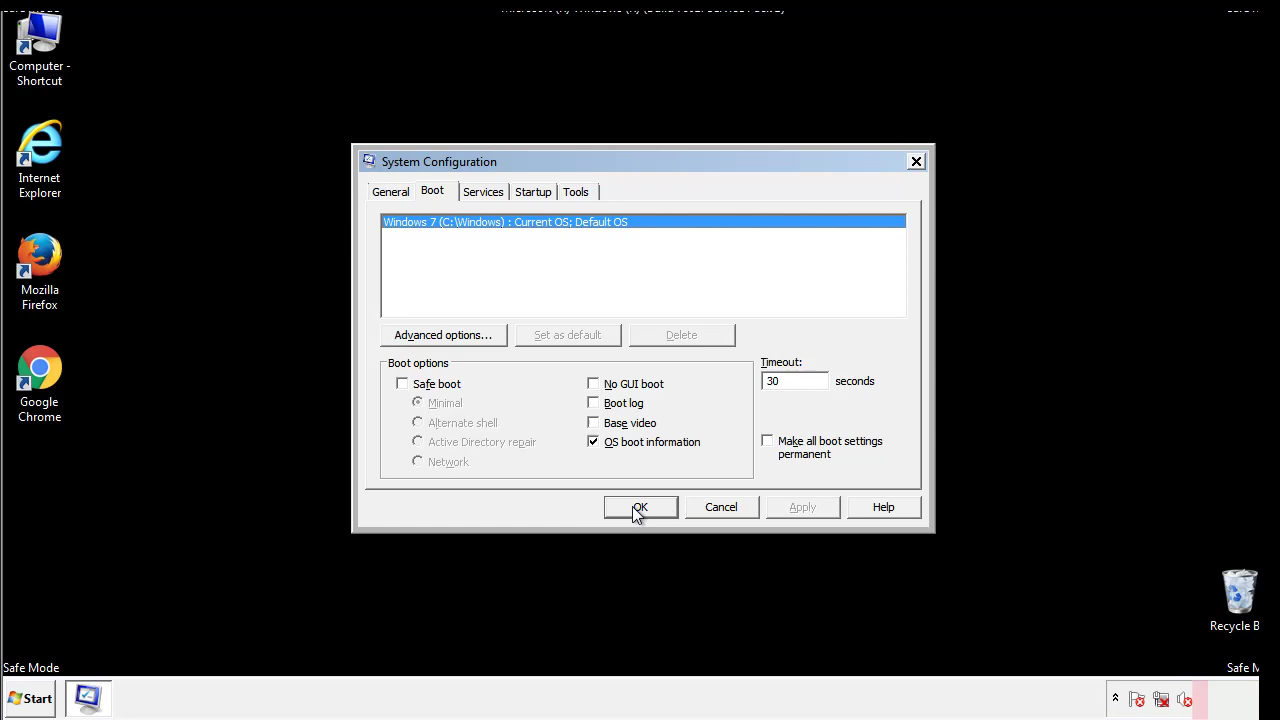 Computer -
Shortcut
Internet
Explorer
Mozilla
Firefox
Google
Chrome
System Configuration
General Boot Services Startup Tools
Windows 7 (C:\Windows) : Current OS; Default OS
Advanced options... Set as default Delete
Boot options
Timeout:
30 seconds
Safe boot
Minimal
Alternate shell
Active Directory repair
Network
No GUI boot
Boot log
Base video
OS boot information
Make all boot settings
permanent
OK Cancel Apply Help
Recycle B
Safe Mode
Safe M
Start